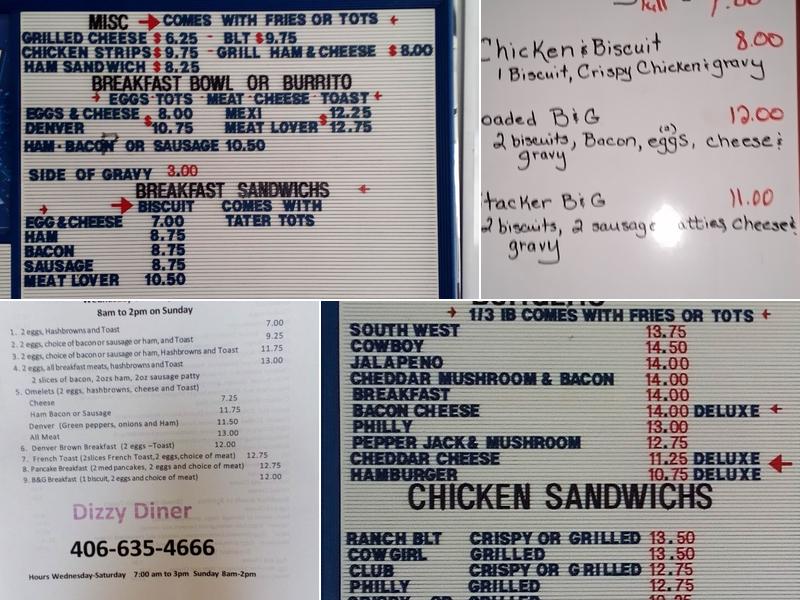 MISC → COMES WITH FRIES OR TOTS ←
GRILLED CHEESE $6.25 - BLT $9.75
CHICKEN STRIPS $9.75 - GRILL HAM & CHEESE $8.00
HAM SANDWICH $8.25
BREAKFAST BOWL OR BURRITO
→ EGGS·TOTS MEAT·CHEESE·TOAST ←
EGGS & CHEESE $8.00 MEXI $12.25
DENVER 10.75 MEAT LOVER 12.75
HAM-BACON OR SAUSAGE 10.50
SIDE OF GRAVY 3.00
BREAKFAST SANDWICHS ←
→ BISCUIT COMES WITH
EGG & CHEESE 7.00 TATER TOTS
HAM 8.75
BACON 8.75
SAUSAGE 8.75
MEAT LOVER 10.50
7.00
Chicken & Biscuit 8.00
1 Biscuit, Crispy Chicken & gravy
oaded B&G 12.00
2 biscuits, Bacon, (2) eggs, cheese &
gravy
tacker B&G 11.00
2 biscuits, 2 sausage atties, cheese &
gravy
8am to 2pm on Sunday
1. 2 eggs, Hashbrowns and Toast 7.00
2. 2 eggs, choice of bacon or sausage or ham, and Toast 9.25
3. 2 eggs, choice of bacon or sausage or ham, Hashbrowns and Toast 11.75
4. 2 eggs, all breakfast meats, hashbrowns and Toast 13.00
2 slices of bacon, 2ozs ham, 2oz sausage patty
5. Omelets (2 eggs, hashbrowns, cheese and Toast)
Cheese 7.25
Ham Bacon or Sausage 11.75
Denver (Green peppers, onions and Ham) 11.50
All Meat 13.00
6. Denver Brown Breakfast (2 eggs –Toast) 12.00
7. French Toast (2slices French Toast,2 eggs,choice of meat) 12.75
8. Pancake Breakfast (2 med pancakes, 2 eggs and choice of meat) 12.75
9. B&G Breakfast (1 biscuit, 2 eggs and choice of meat) 12.00
Dizzy Diner
406-635-4666
Hours Wednesday-Saturday 7:00 am to 3pm Sunday 8am-2pm
→ 1/3 lB COMES WITH FRIES OR TOTS ←
SOUTH WEST 13.75
COWBOY 14.50
JALAPENO 14.00
CHEDDAR MUSHROOM & BACON 14.00
BREAKFAST 14.00
BACON CHEESE 14.00 DELUXE ←
PHILLY 13.00
PEPPER JACK & MUSHROOM 12.75
CHEDDAR CHEESE 11.25 DELUXE ←
HAMBURGER 10.75 DELUXE
CHICKEN SANDWICHS
RANCH BLT CRISPY OR GRILLED 13.50
COWGIRL GRILLED 13.50
CLUB CRISPY OR GRILLED 12.75
PHILLY GRILLED 12.75